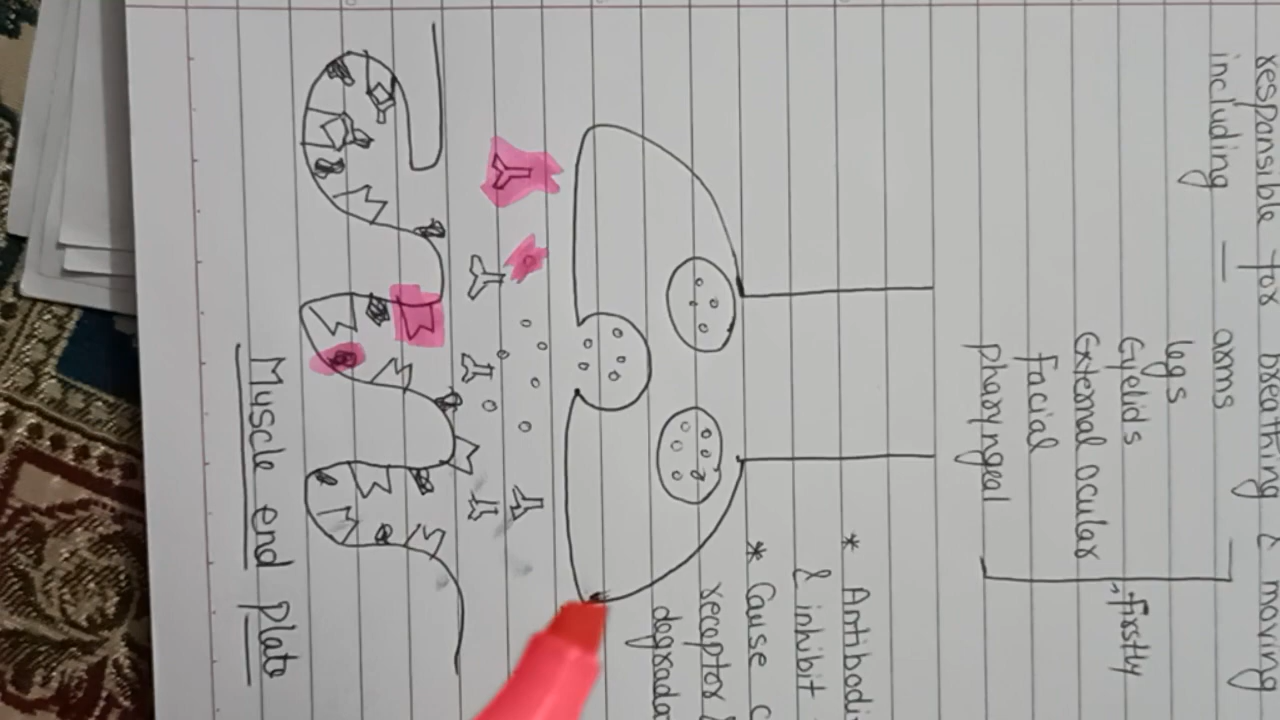 responsible for breathing & moving
including — arms
legs
Eyelids
External ocular → firstly
Facial
Pharyngeal
* Antibodi
& inhibit
* Cause c
receptor &
degrada
Muscle end plate